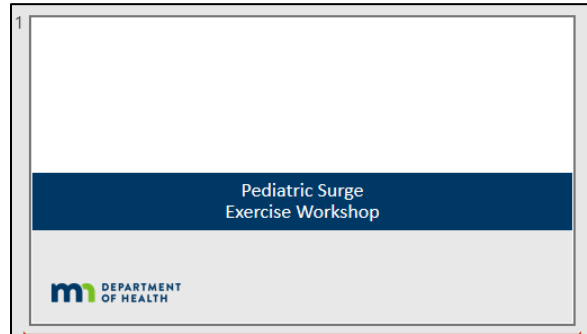 1
Pediatric Surge
Exercise Workshop
DEPARTMENT
OF HEALTH